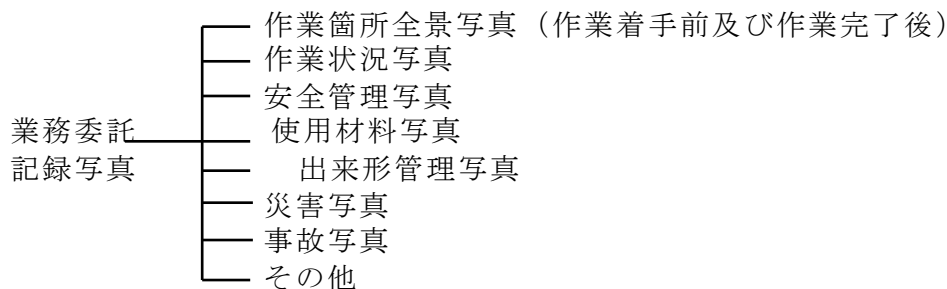 作業箇所全景写真（作業着手前及び作業完了後）
作業状況写真
安全管理写真
業務委託
使用材料写真
記録写真
出来形管理写真
災害写真
事故写真
その他